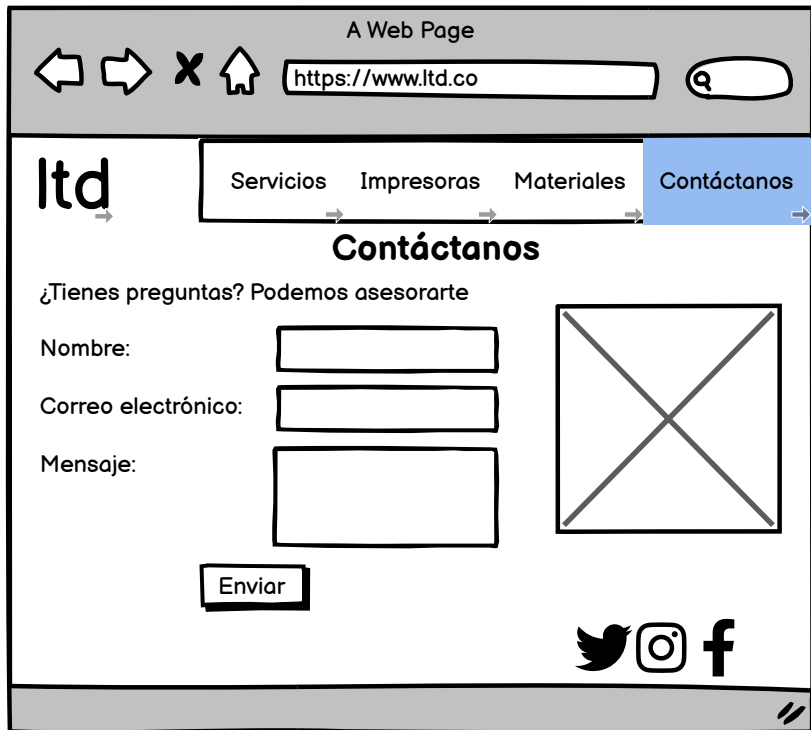 A Web Page
https://www.ltd.co
ltd
Servicios Impresoras Materiales Contáctanos
Contáctanos
¿Tienes preguntas? Podemos asesorarte
Nombre:
Correo electrónico:
Mensaje:
Enviar